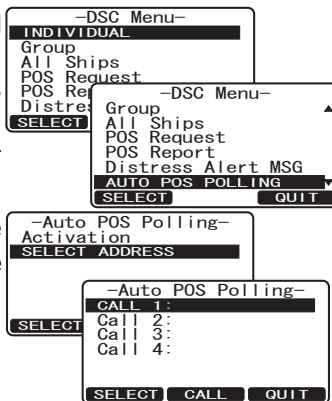 –DSC Menu–
INDIVIDUAL
Group
All Ships
POS Request
POS Rep
Distres
SELECT
–DSC Menu–
Group
All Ships
POS Request
POS Report
Distress Alert MSG
AUTO POS POLLING
SELECT QUIT
–Auto POS Polling–
Activation
SELECT ADDRESS
SELECT
–Auto POS Polling–
CALL 1:
Call 2:
Call 3:
Call 4:
SELECT CALL QUIT